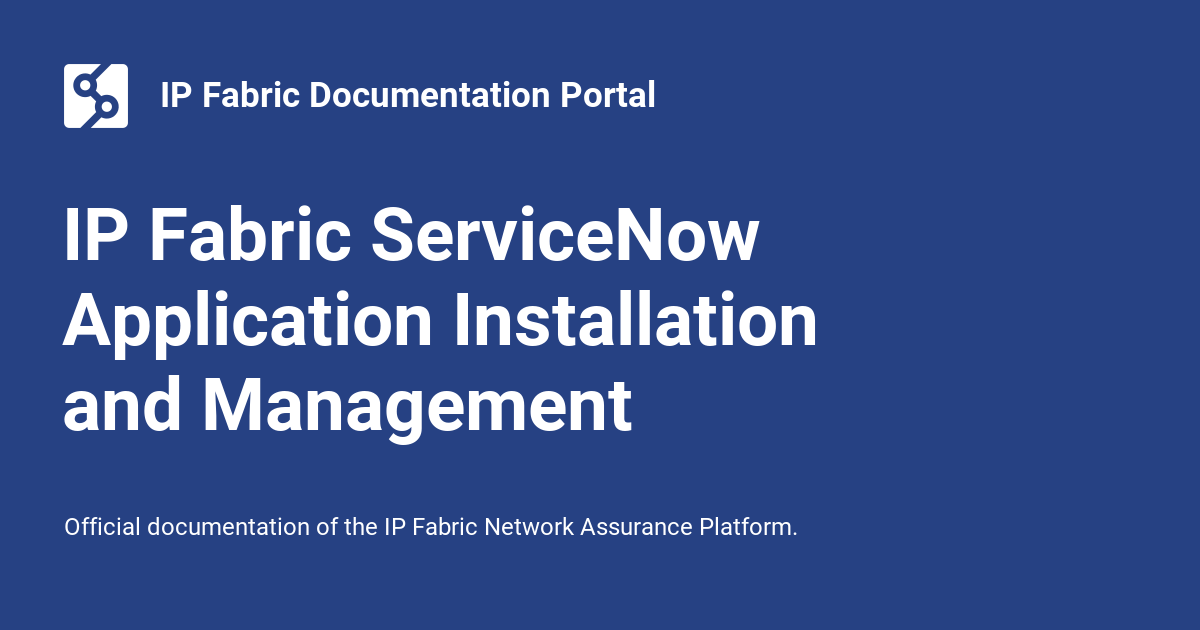 IP Fabric Documentation Portal
IP Fabric ServiceNow
Application Installation
and Management
Official documentation of the IP Fabric Network Assurance Platform.